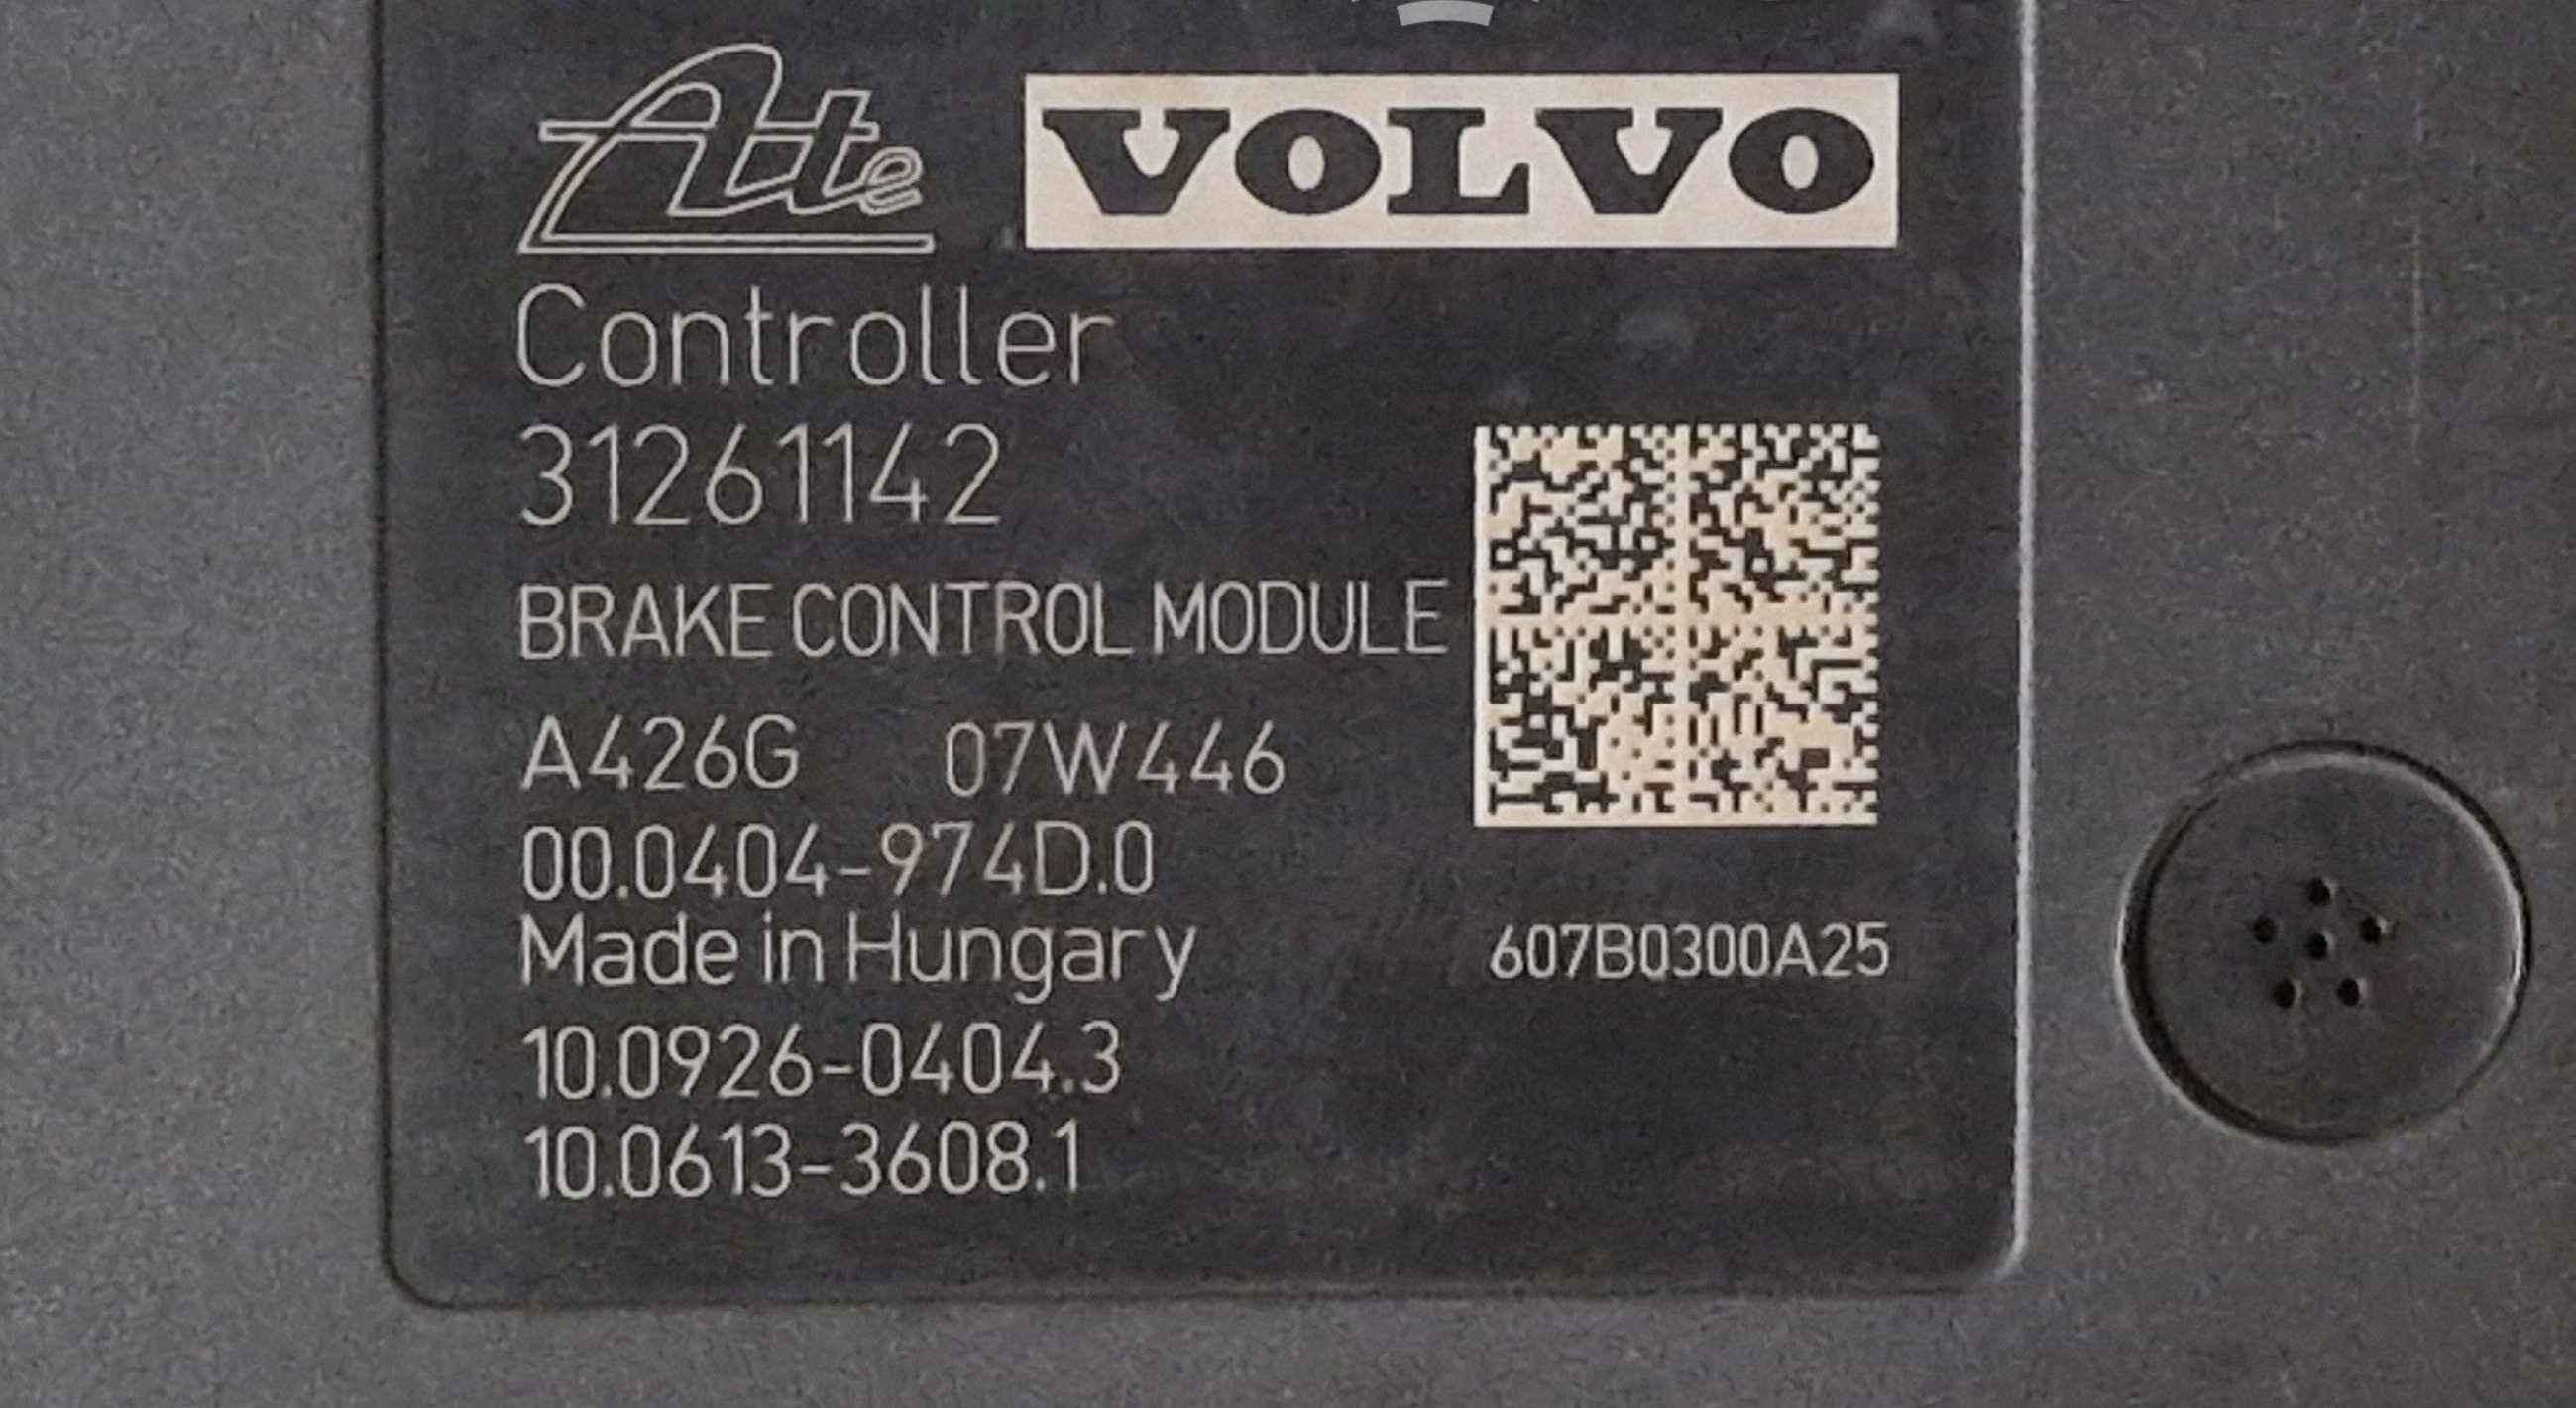 Ate VOLVO
Controller
31261142
BRAKE CONTROL MODULE
A426G 07W446
00.0404-974D.0
Made in Hungary
607B0300A25
10.0926-0404.3
10.0613-3608.1